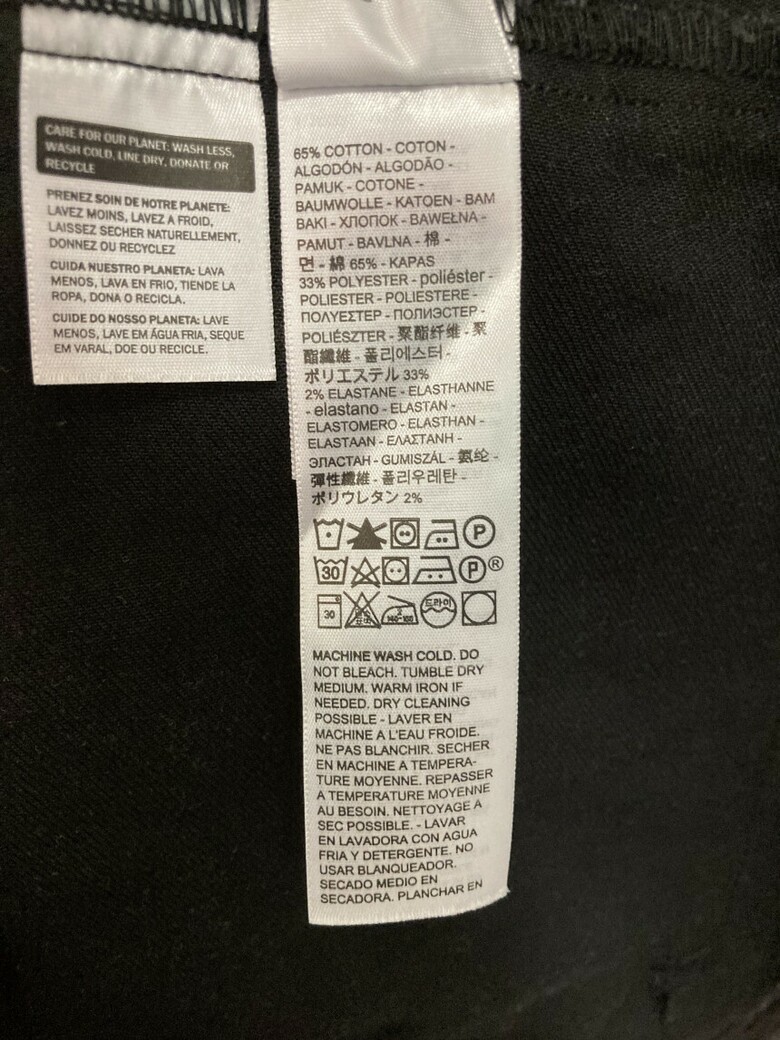 CARE FOR OUR PLANET: WASH LESS,
WASH COLD, LINE DRY, DONATE OR
RECYCLE
PRENEZ SOIN DE NOTRE PLANETE:
LAVEZ MOINS, LAVEZ A FROID,
LAISSEZ SECHER NATURELLEMENT,
DONNEZ OU RECYCLEZ
CUIDA NUESTRO PLANETA: LAVA
MENOS, LAVA EN FRIO, TIENDE LA
ROPA, DONA O RECICLA.
CUIDE DO NOSSO PLANETA: LAVE
MENOS, LAVE EM ÁGUA FRIA, SEQUE
EM VARAL, DOE OU RECICLE.
65% COTTON - COTON -
ALGODÓN - ALGODÃO -
PAMUK - COTONE -
BAUMWOLLE - KATOEN - BAM
BAKI - ХЛОПОК - BAWEŁNA -
PAMUT - BAVLNA - 棉 -
면 - 綿 65% - KAPAS
33% POLYESTER - poliéster -
POLIESTER - POLIESTERE -
ΠΟΛΥΕΣΤΕΡ - ПОЛИЭСТЕР -
POLIÉSZTER - 聚酯纤维 - 聚
酯纖維 - 폴리에스터 -
ポリエステル 33%
2% ELASTANE - ELASTHANNE
- elastano - ELASTAN -
ELASTOMERO - ELASTHAN -
ELASTAAN - ΕΛΑΣΤΑΝΗ -
ЭЛАСТАН - GUMISZÁL - 氨纶 -
彈性纖維 - 폴리우레탄 -
ポリウレタン 2%
P
30 P®
30 드라이
MACHINE WASH COLD. DO
NOT BLEACH. TUMBLE DRY
MEDIUM. WARM IRON IF
NEEDED. DRY CLEANING
POSSIBLE - LAVER EN
MACHINE A L'EAU FROIDE.
NE PAS BLANCHIR. SECHER
EN MACHINE A TEMPERA-
TURE MOYENNE. REPASSER
A TEMPERATURE MOYENNE
AU BESOIN. NETTOYAGE A
SEC POSSIBLE. - LAVAR
EN LAVADORA CON AGUA
FRIA Y DETERGENTE. NO
USAR BLANQUEADOR.
SECADO MEDIO EN
SECADORA. PLANCHAR EN